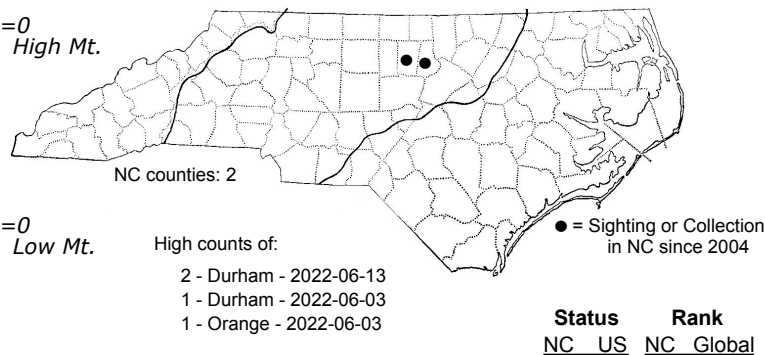 =0
High Mt.
NC counties: 2
=0
Low Mt.
High counts of:
2 - Durham - 2022-06-13
1 - Durham - 2022-06-03
1 - Orange - 2022-06-03
● = Sighting or Collection
in NC since 2004
Status Rank
NC US NC Global